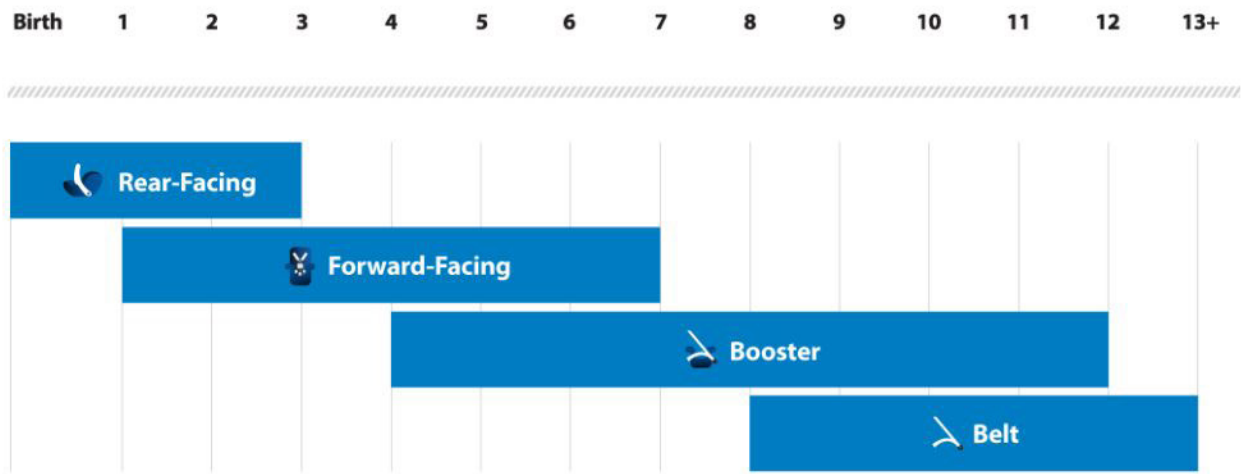 Birth 1 2 3 4 5 6 7 8 9 10 11 12 13+
Rear-Facing
Forward-Facing
Booster
Belt